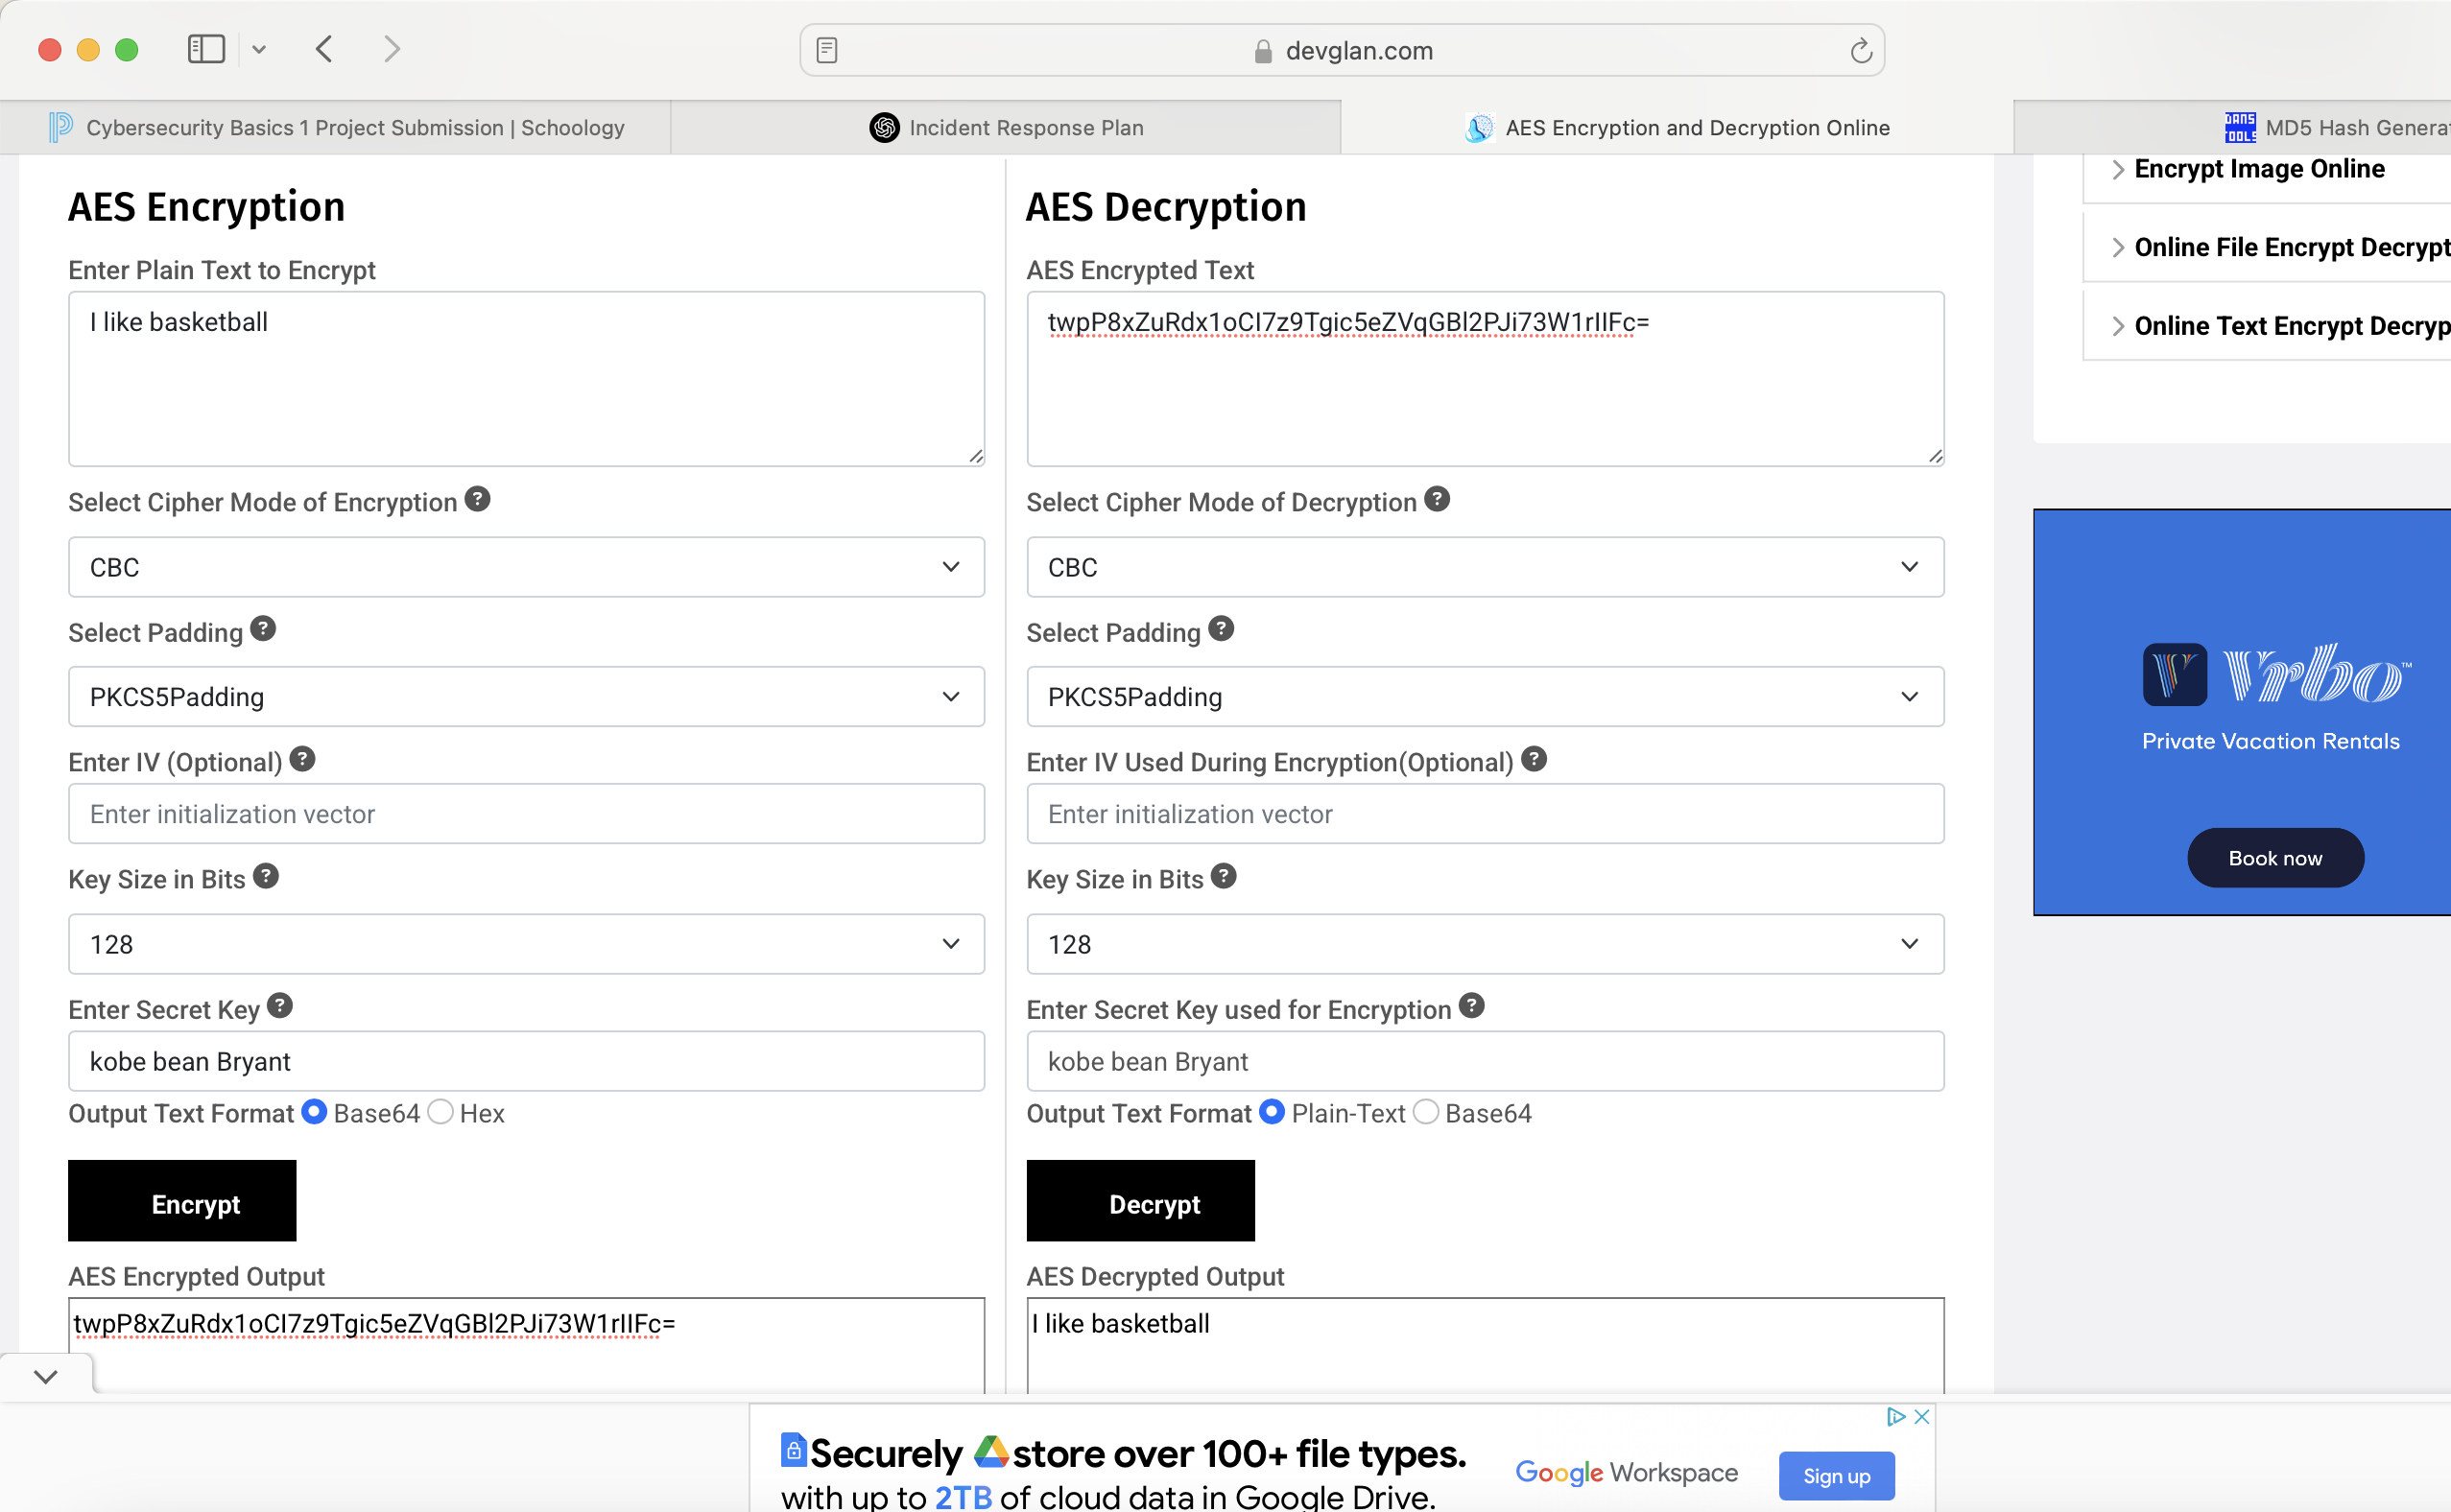 devglan.com
Cybersecurity Basics 1 Project Submission | Schoology
Incident Response Plan
AES Encryption and Decryption Online
DANS TOOLS
MD5 Hash Genera
AES Encryption
Enter Plain Text to Encrypt
I like basketball
Select Cipher Mode of Encryption ?
CBC
Select Padding ?
PKCS5Padding
Enter IV (Optional) ?
Enter initialization vector
Key Size in Bits ?
128
Enter Secret Key ?
kobe bean Bryant
Output Text Format Base64 Hex
Encrypt
AES Encrypted Output
twpP8xZuRdx1oCI7z9Tgic5eZVqGBl2PJi73W1rIIFc=
AES Decryption
AES Encrypted Text
twpP8xZuRdx1oCI7z9Tgic5eZVqGBl2PJi73W1rIIFc=
Select Cipher Mode of Decryption ?
CBC
Select Padding ?
PKCS5Padding
Enter IV Used During Encryption(Optional) ?
Enter initialization vector
Key Size in Bits ?
128
Enter Secret Key used for Encryption ?
kobe bean Bryant
Output Text Format Plain-Text Base64
Decrypt
AES Decrypted Output
I like basketball
Encrypt Image Online
Online File Encrypt Decrypt
Online Text Encrypt Decryp
Vrbo™
Private Vacation Rentals
Book now
Securely store over 100+ file types.
with up to 2TB of cloud data in Google Drive.
Google Workspace
Sign up